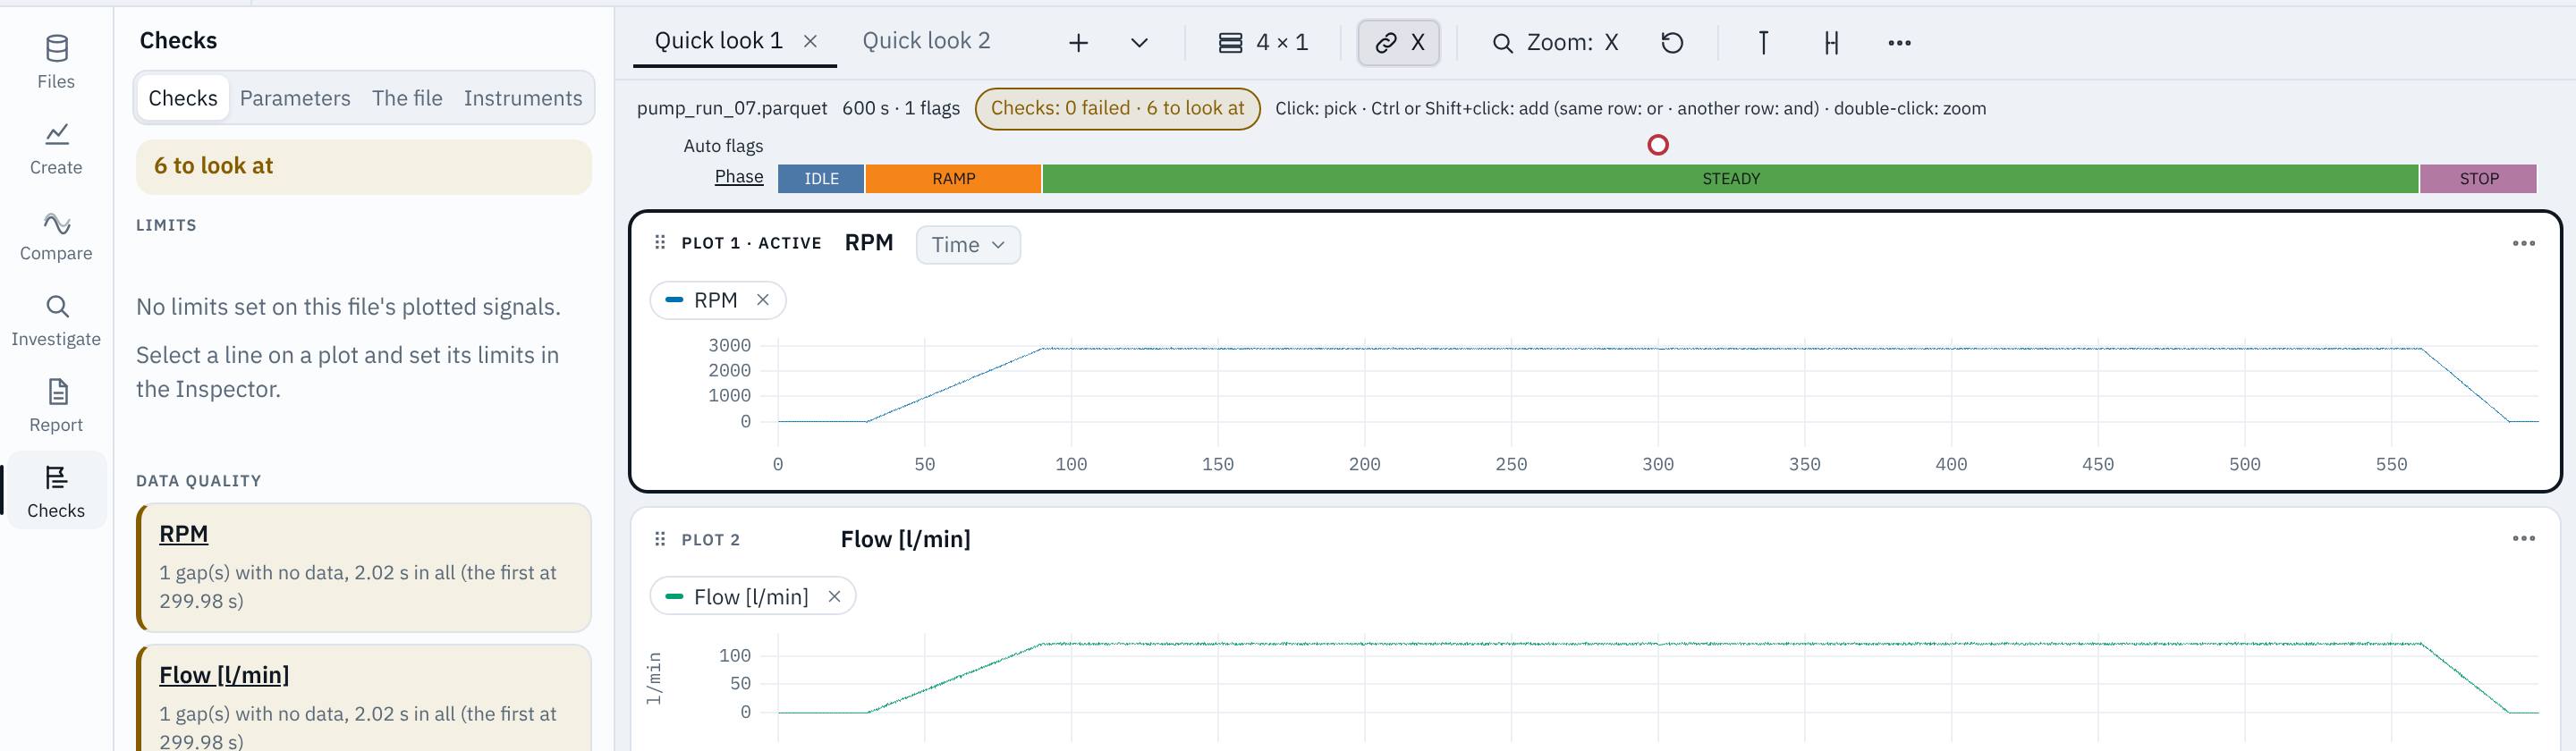 Files
Create
Compare
Investigate
Report
Checks
Checks
Checks Parameters The file Instruments
6 to look at
LIMITS
No limits set on this file's plotted signals.
Select a line on a plot and set its limits in
the Inspector.
DATA QUALITY
RPM
1 gap(s) with no data, 2.02 s in all (the first at
299.98 s)
Flow [l/min]
1 gap(s) with no data, 2.02 s in all (the first at
299.98 s)
Quick look 1 Quick look 2 4 × 1 X Zoom: X
pump_run_07.parquet 600 s · 1 flags Checks: 0 failed · 6 to look at Click: pick · Ctrl or Shift+click: add (same row: or · another row: and) · double-click: zoom
Auto flags
Phase IDLE RAMP STEADY STOP
PLOT 1 · ACTIVE RPM Time
RPM
3000
2000
1000
0
0 50 100 150 200 250 300 350 400 450 500 550
PLOT 2 Flow [l/min]
Flow [l/min]
l/min
100
50
0